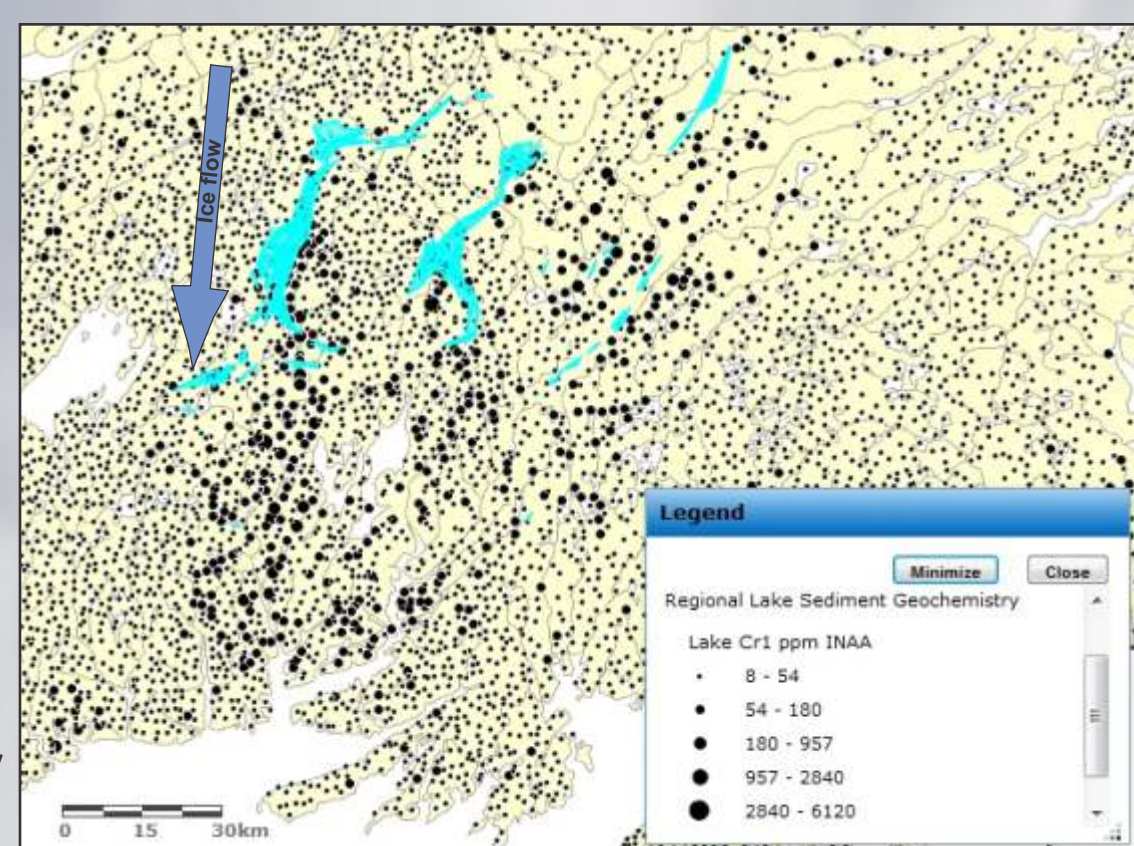 Ice flow
Legend
Minimize
Close
Regional Lake Sediment Geochemistry
Lake Cr1 ppm INAA
8 - 54
54 - 180
180 - 957
957 - 2840
2840 - 6120
0 15 30km